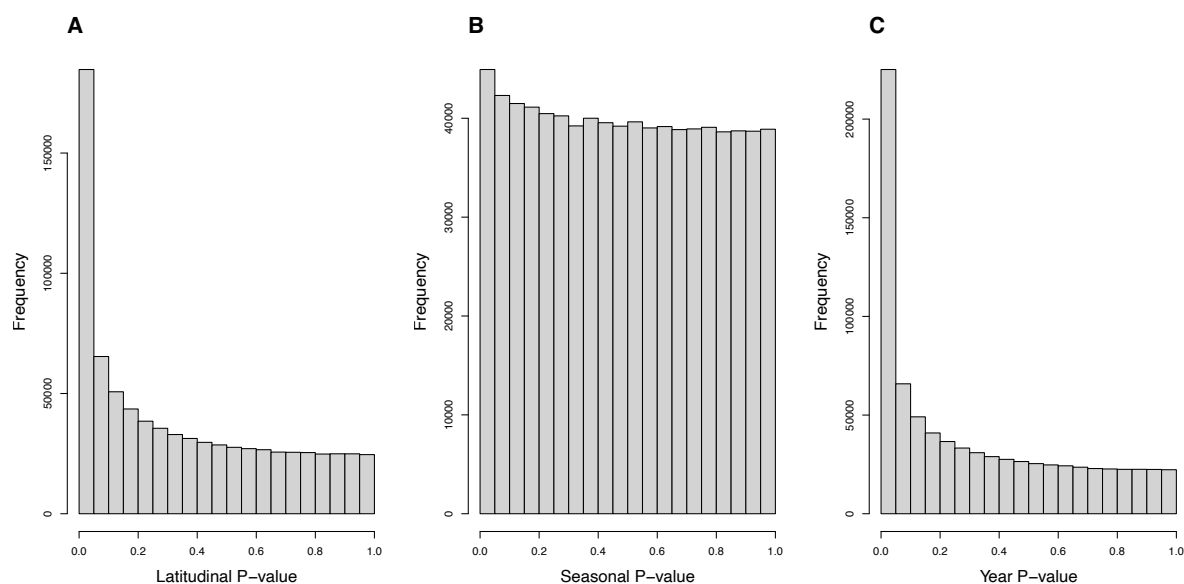 A
B
C
Frequency
0
50000
100000
150000
0.0 0.2 0.4 0.6 0.8 1.0
Latitudinal P−value
Frequency
0
10000
20000
30000
40000
0.0 0.2 0.4 0.6 0.8 1.0
Seasonal P−value
Frequency
0
50000
100000
150000
200000
0.0 0.2 0.4 0.6 0.8 1.0
Year P−value